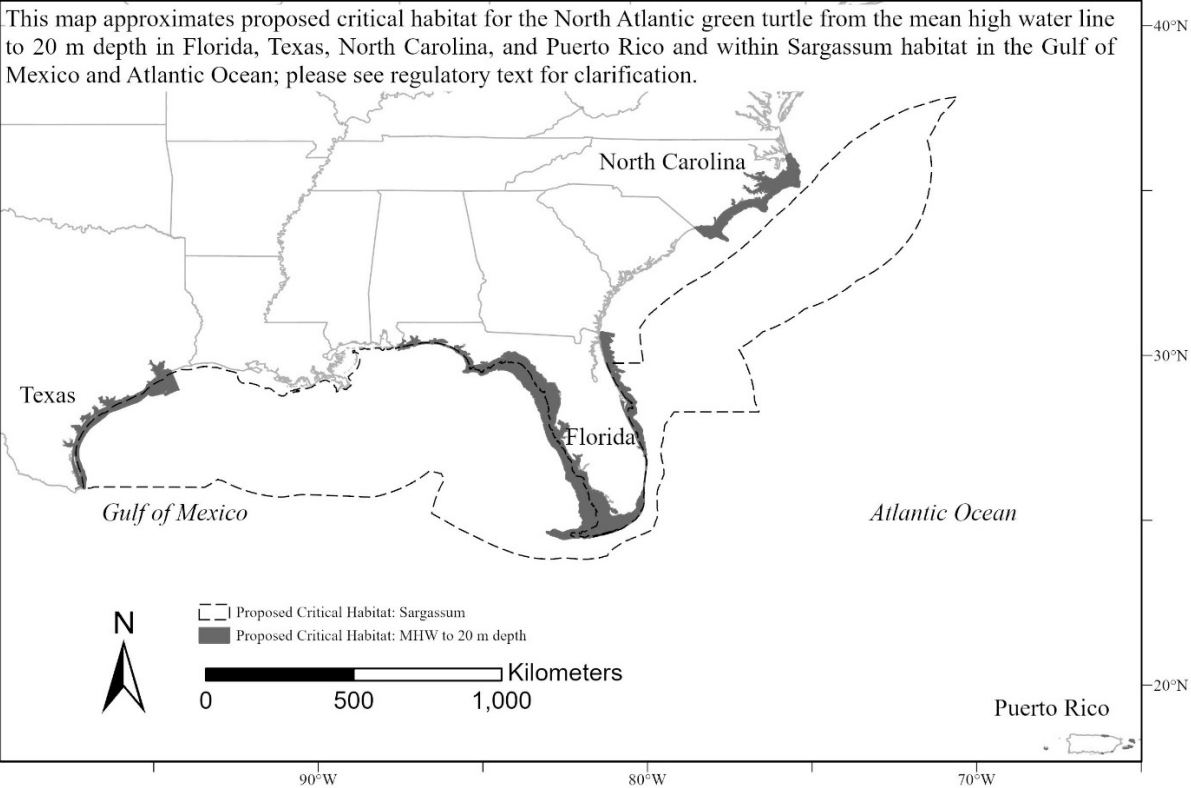 This map approximates proposed critical habitat for the North Atlantic green turtle from the mean high water line
to 20 m depth in Florida, Texas, North Carolina, and Puerto Rico and within Sargassum habitat in the Gulf of
Mexico and Atlantic Ocean; please see regulatory text for clarification.
40°N
North Carolina
30°N
Texas
Florida
Gulf of Mexico
Atlantic Ocean
N
Proposed Critical Habitat: Sargassum
Proposed Critical Habitat: MHW to 20 m depth
Kilometers
0 500 1,000
20°N
Puerto Rico
90°W 80°W 70°W